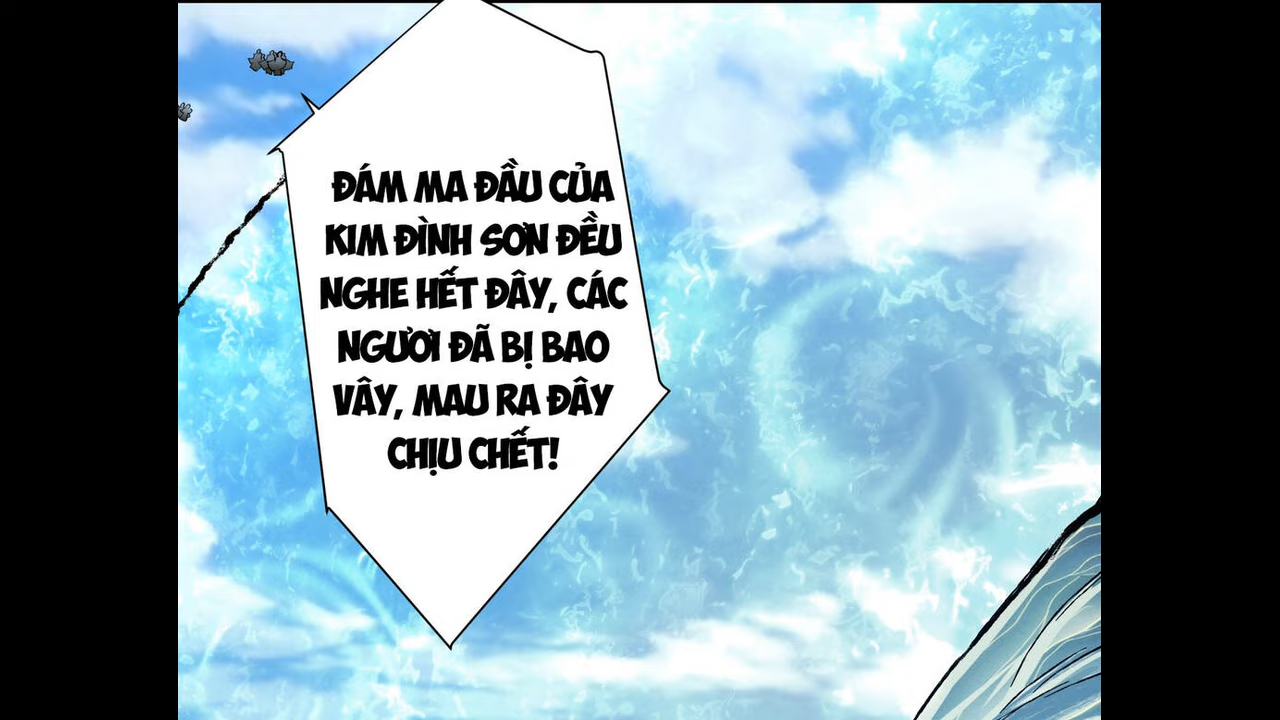 ĐÁM MA ĐẦU CỦA
KIM ĐÌNH SƠN ĐỀU
NGHE HẾT ĐÂY, CÁC
NGƯƠI ĐÃ BỊ BAO
VÂY, MAU RA ĐÂY
CHỊU CHẾT!